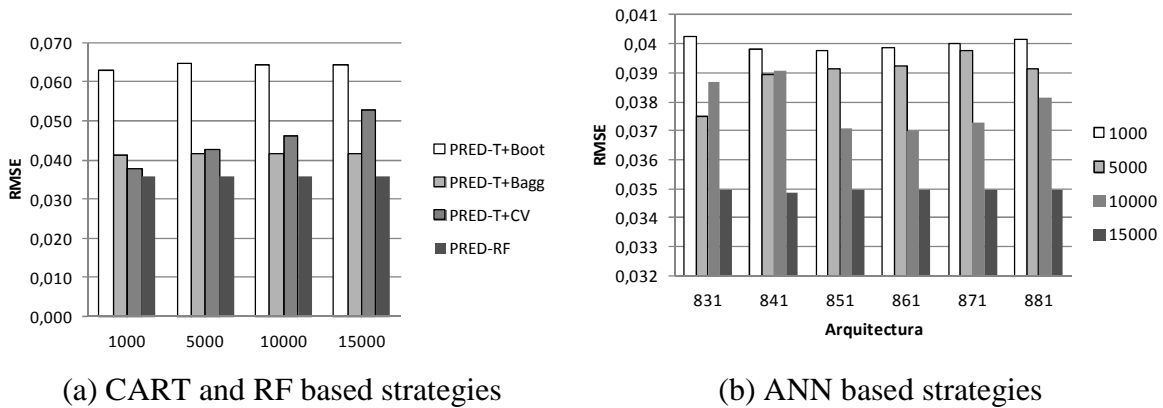 0,070
0,060
0,050
0,040
0,030
0,020
0,010
0,000
RMSE
1000 5000 10000 15000
PRED-T+Boot
PRED-T+Bagg
PRED-T+CV
PRED-RF
(a) CART and RF based strategies
0,041
0,04
0,039
0,038
0,037
0,036
0,035
0,034
0,033
0,032
RMSE
831 841 851 861 871 881
Arquitectura
1000
5000
10000
15000
(b) ANN based strategies